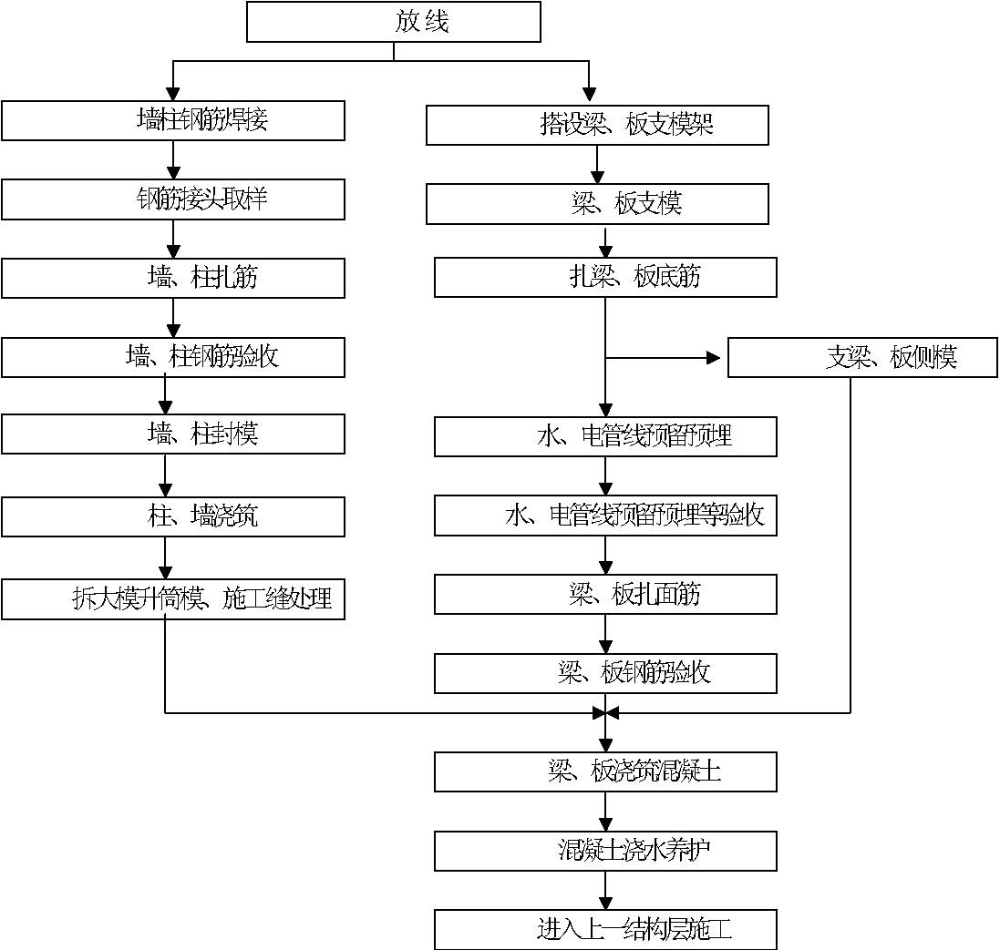 放 线
墙柱钢筋焊接
钢筋接头取样
墙、柱扎筋
墙、柱钢筋验收
墙、柱封模
柱、墙浇筑
拆大模升筒模、施工缝处理
搭设梁、板支模架
梁、板支模
扎梁、板底筋
支梁、板侧模
水、电管线预留预埋
水、电管线预留预埋等验收
梁、板扎面筋
梁、板钢筋验收
梁、板浇筑混凝土
混凝土浇水养护
进入上一结构层施工